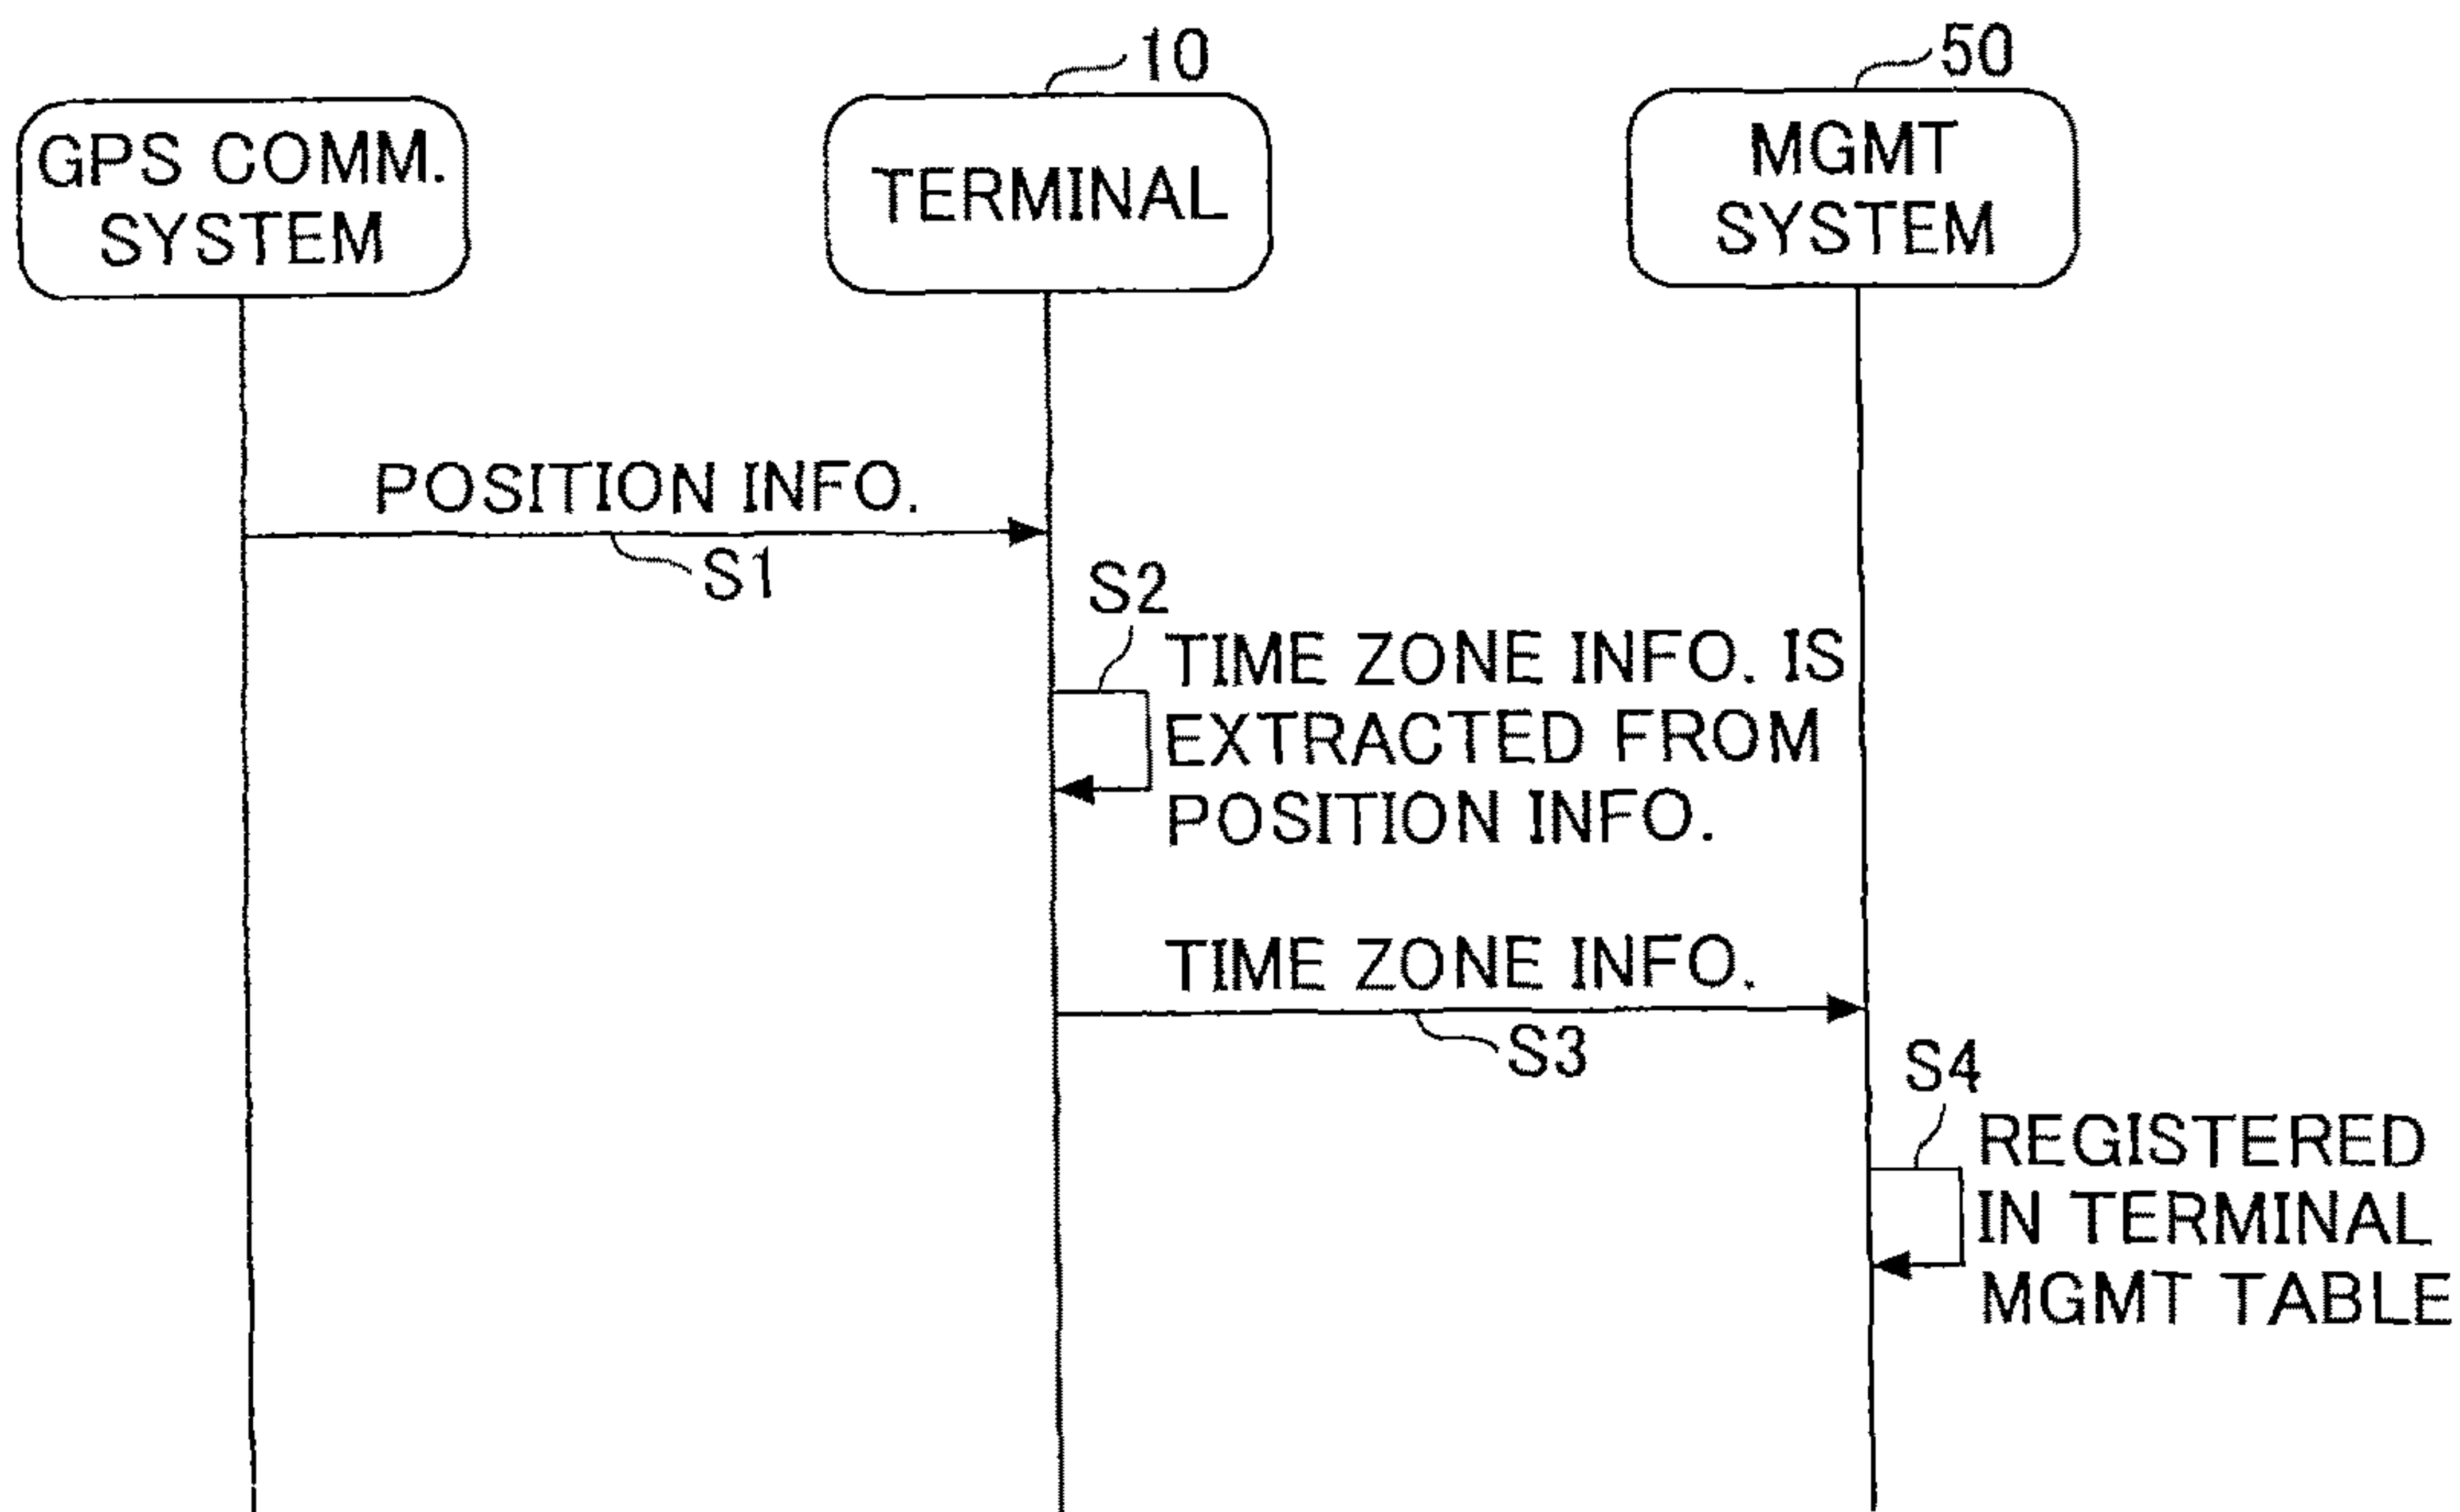 10
50
GPS COMM.
SYSTEM
TERMINAL
MGMT
SYSTEM
POSITION INFO.
S1
S2
TIME ZONE INFO. IS
EXTRACTED FROM
POSITION INFO.
TIME ZONE INFO.
S3
S4
REGISTERED
IN TERMINAL
MGMT TABLE